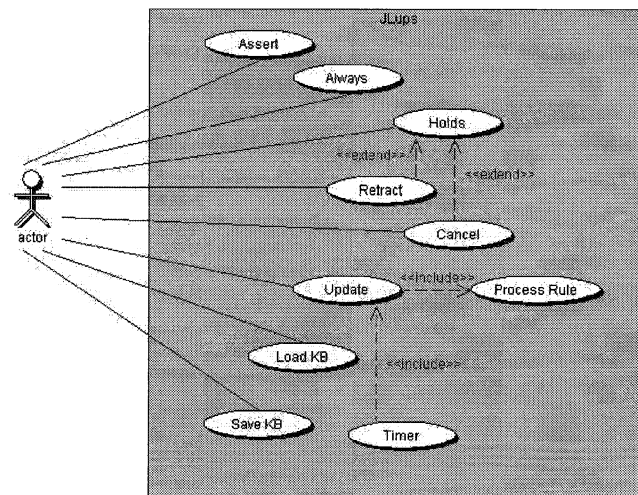 JLups
Assert
Always
Holds
<<extend>>
Retract
<<extend>>
Cancel
actor
Update
<<include>>
Process Rule
Load KB
<<include>>
Save KB
Timer